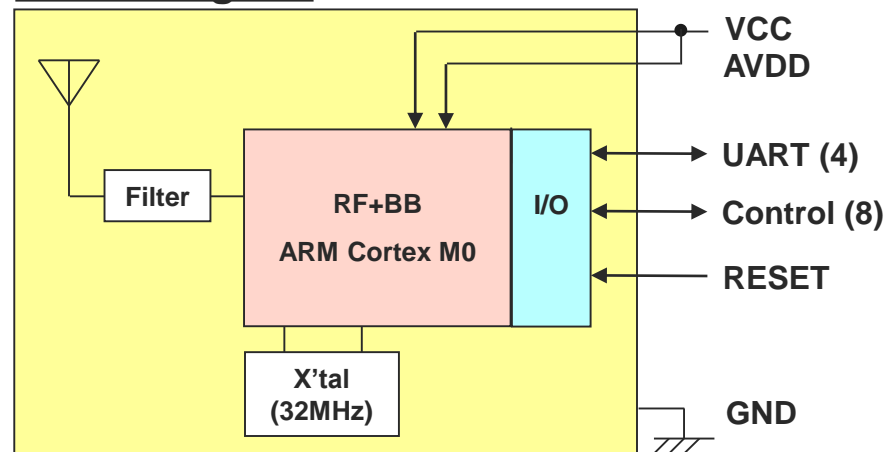 VCC
AVDD
Filter
RF+BB
ARM Cortex M0
I/O
UART (4)
Control (8)
RESET
X'tal
(32MHz)
GND